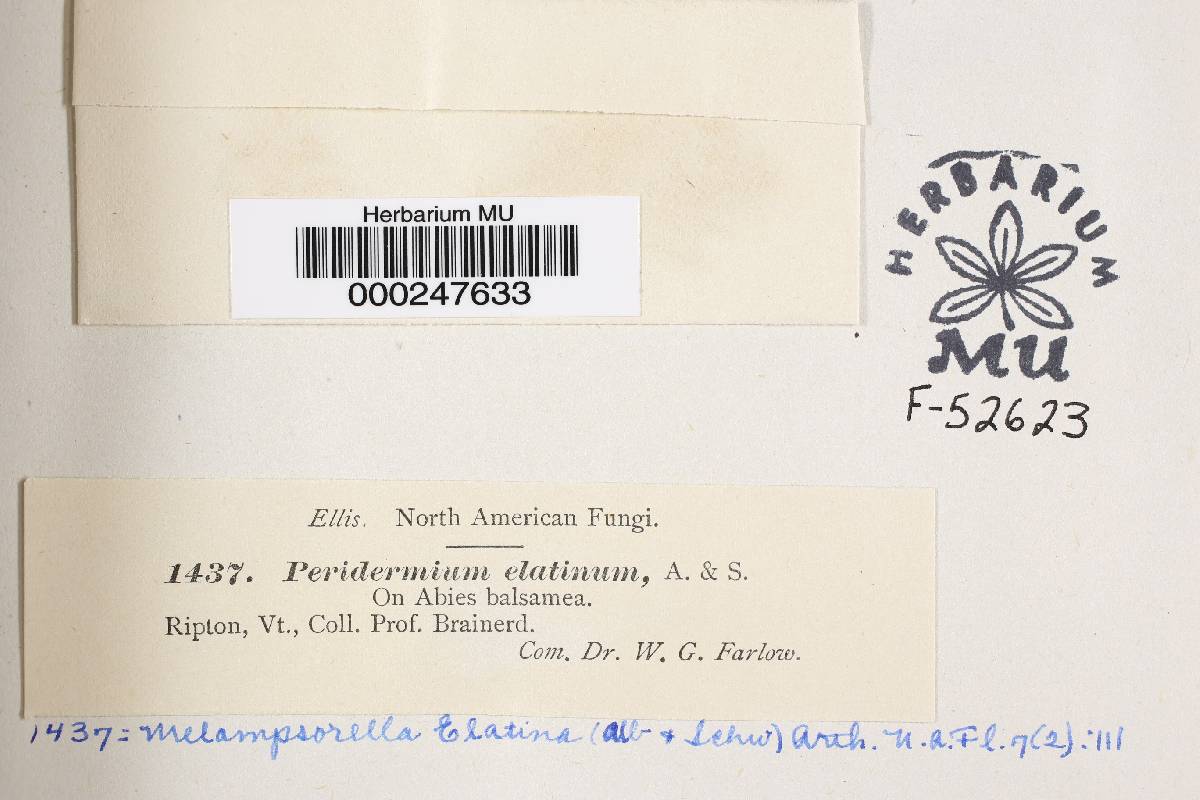 Herbarium MU
000247633
HERBARIUM
MU
F-52623
Ellis. North American Fungi.
1437. Peridermium elatinum, A. & S.
On Abies balsamea.
Ripton, Vt., Coll. Prof. Brainerd.
Com. Dr. W. G. Farlow.
1437 = Melampsorella Elatina (Alb + Schw) Arth. N.A.Fl. 7(2):111